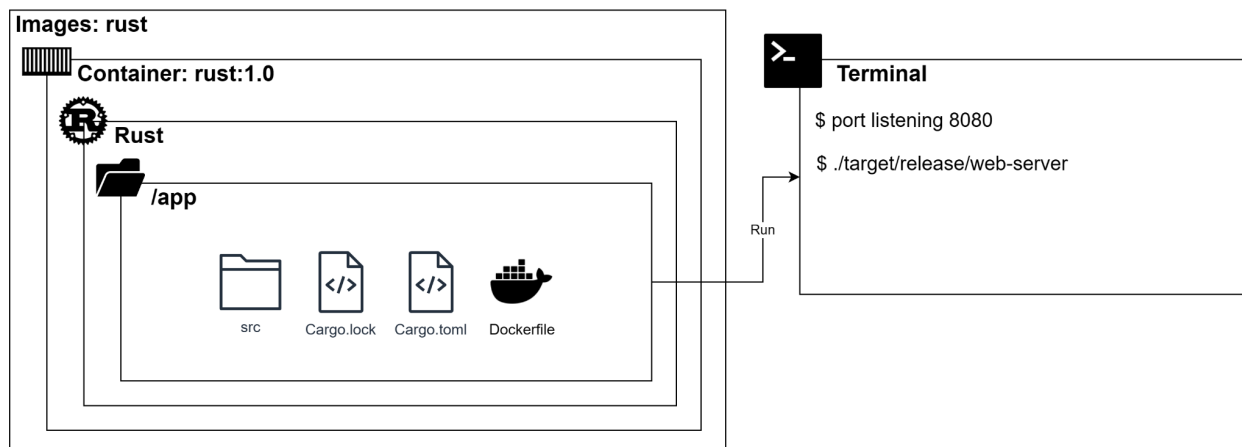 Images: rust
Container: rust:1.0
Rust
/app
src
Cargo.lock
Cargo.toml
Dockerfile
Run
Terminal
$ port listening 8080
$ ./target/release/web-server